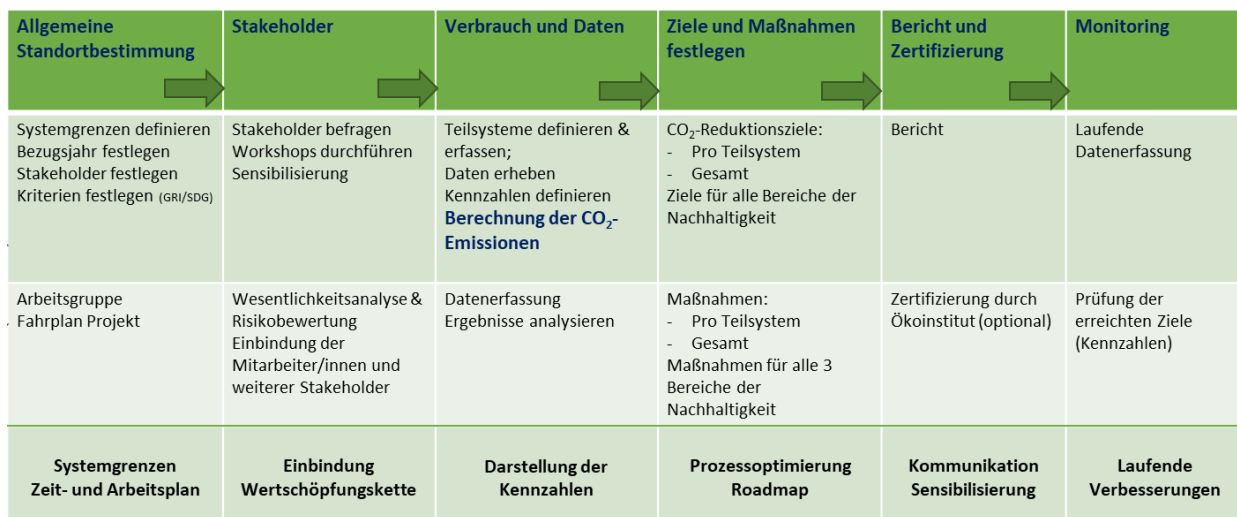 Allgemeine
Standortbestimmung
Stakeholder
Verbrauch und Daten
Ziele und Maßnahmen
festlegen
Bericht und
Zertifizierung
Monitoring
Systemgrenzen definieren
Bezugsjahr festlegen
Stakeholder festlegen
Kriterien festlegen (GRI/SDG)
Stakeholder befragen
Workshops durchführen
Sensibilisierung
Teilsysteme definieren &
erfassen;
Daten erheben
Kennzahlen definieren
Berechnung der CO₂-
Emissionen
CO₂-Reduktionsziele:
- Pro Teilsystem
- Gesamt
Ziele für alle Bereiche der
Nachhaltigkeit
Bericht
Laufende
Datenerfassung
Arbeitsgruppe
Fahrplan Projekt
Wesentlichkeitsanalyse &
Risikobewertung
Einbindung der
Mitarbeiter/innen und
weiterer Stakeholder
Datenerfassung
Ergebnisse analysieren
Maßnahmen:
- Pro Teilsystem
- Gesamt
Maßnahmen für alle 3
Bereiche der
Nachhaltigkeit
Zertifizierung durch
Ökoinstitut (optional)
Prüfung der
erreichten Ziele
(Kennzahlen)
Systemgrenzen
Zeit- und Arbeitsplan
Einbindung
Wertschöpfungskette
Darstellung der
Kennzahlen
Prozessoptimierung
Roadmap
Kommunikation
Sensibilisierung
Laufende
Verbesserungen